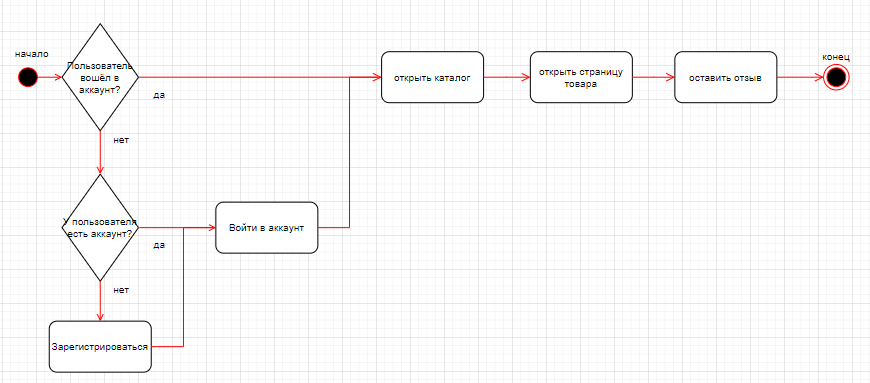 начало
Пользователь
вошёл в
аккаунт?
да
нет
открыть каталог
открыть страницу
товара
оставить отзыв
конец
У пользователя
есть аккаунт?
да
нет
Войти в аккаунт
Зарегистрироваться